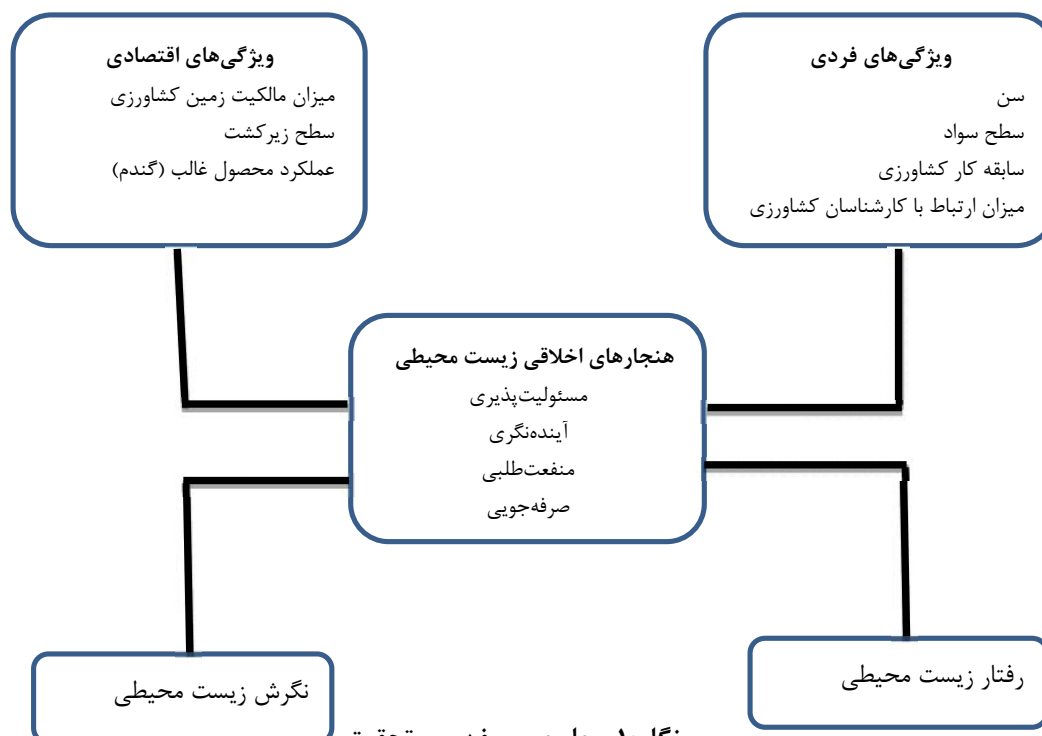 ویژگی‌های فردی
سن
سطح سواد
سابقه کار کشاورزی
میزان ارتباط با کارشناسان کشاورزی
ویژگی‌های اقتصادی
میزان مالکیت زمین کشاورزی
سطح زیرکشت
عملکرد محصول غالب (گندم)
هنجارهای اخلاقی زیست محیطی
مسئولیت‌پذیری
آینده‌نگری
منفعت‌طلبی
صرفه‌جویی
رفتار زیست محیطی
نگرش زیست محیطی